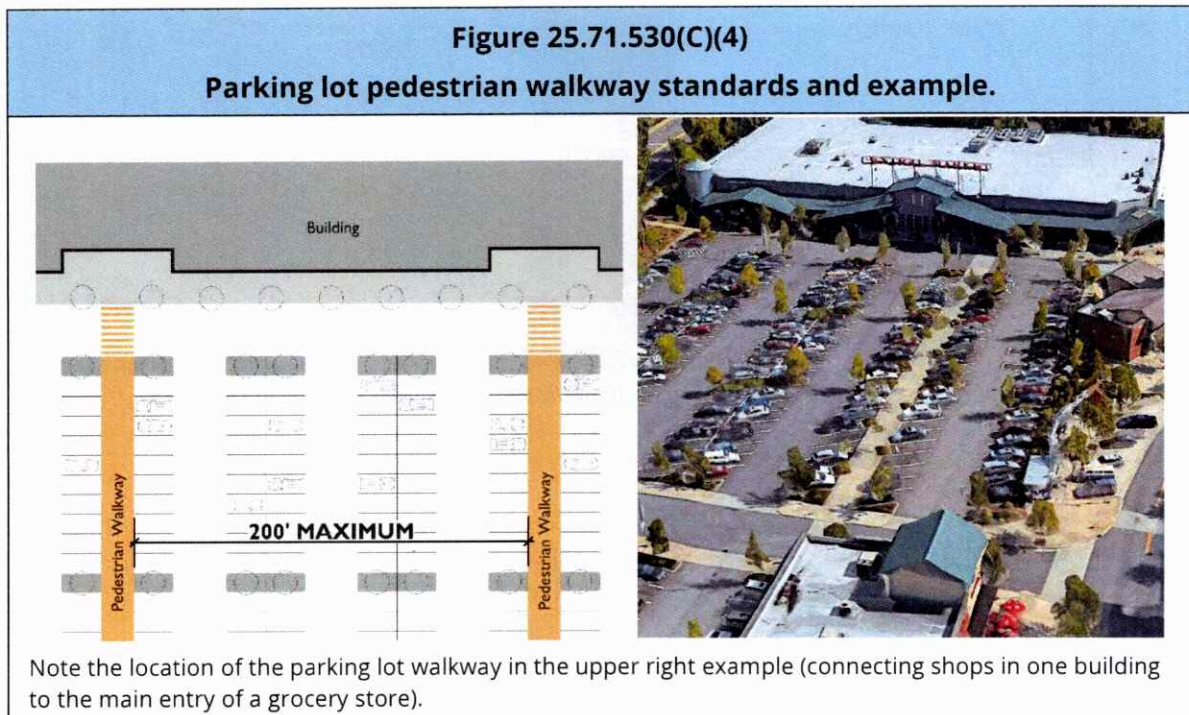 Figure 25.71.530(C)(4)
Parking lot pedestrian walkway standards and example.
Building
Pedestrian Walkway
200' MAXIMUM
Pedestrian Walkway
Note the location of the parking lot walkway in the upper right example (connecting shops in one building
to the main entry of a grocery store).